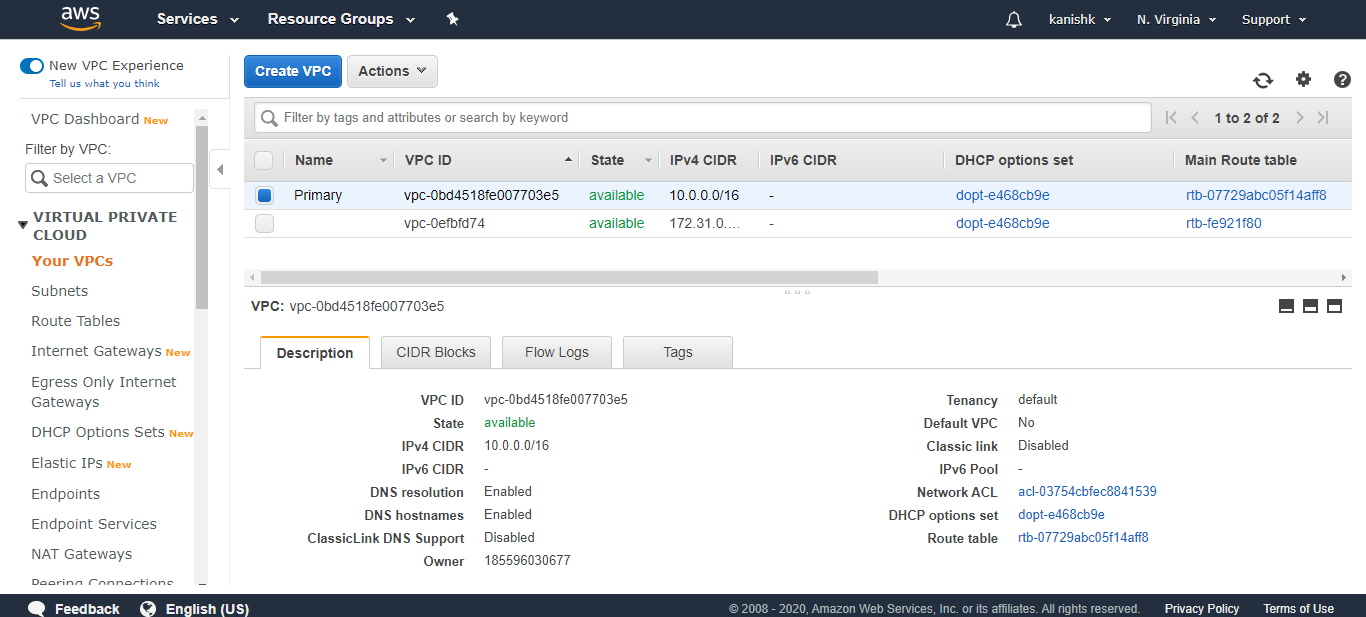 aws Services Resource Groups kanishk N. Virginia Support
New VPC Experience
Tell us what you think
VPC Dashboard New
Filter by VPC:
Select a VPC
VIRTUAL PRIVATE
CLOUD
Your VPCs
Subnets
Route Tables
Internet Gateways New
Egress Only Internet
Gateways
DHCP Options Sets New
Elastic IPs New
Endpoints
Endpoint Services
NAT Gateways
Peering Connections
Create VPC Actions
Filter by tags and attributes or search by keyword 1 to 2 of 2
Name VPC ID State IPv4 CIDR IPv6 CIDR DHCP options set Main Route table
Primary vpc-0bd4518fe007703e5 available 10.0.0.0/16 - dopt-e468cb9e rtb-07729abc05f14aff8
vpc-0efbfd74 available 172.31.0.… - dopt-e468cb9e rtb-fe921f80
VPC: vpc-0bd4518fe007703e5
Description CIDR Blocks Flow Logs Tags
VPC ID vpc-0bd4518fe007703e5 Tenancy default
State available Default VPC No
IPv4 CIDR 10.0.0.0/16 Classic link Disabled
IPv6 CIDR - IPv6 Pool -
DNS resolution Enabled Network ACL acl-03754cbfec8841539
DNS hostnames Enabled DHCP options set dopt-e468cb9e
ClassicLink DNS Support Disabled Route table rtb-07729abc05f14aff8
Owner 185596030677
Feedback English (US) © 2008 - 2020, Amazon Web Services, Inc. or its affiliates. All rights reserved. Privacy Policy Terms of Use